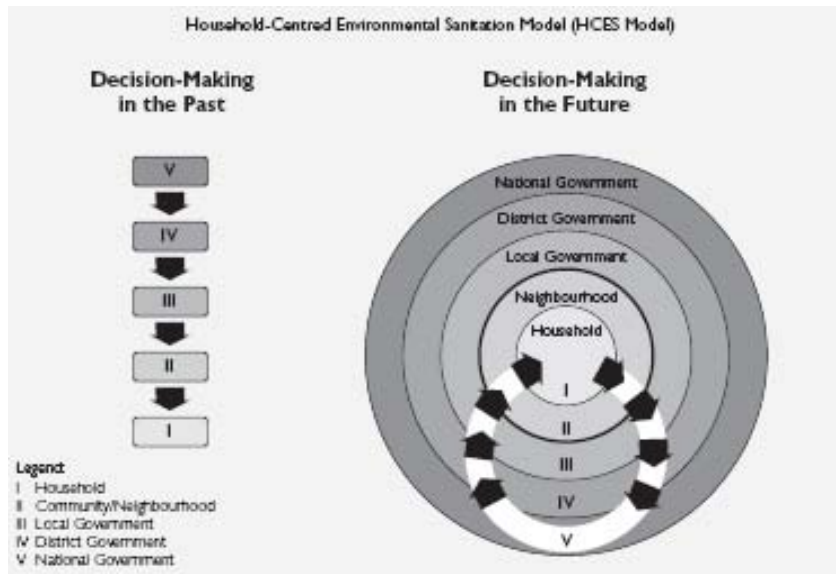 Household-Centred Environmental Sanitation Model (HCES Model)
Decision-Making
in the Past
V
IV
III
II
I
Legend:
I Household
II Community/Neighbourhood
III Local Government
IV District Government
V National Government
Decision-Making
in the Future
National Government
District Government
Local Government
Neighbourhood
Household
I
II
III
IV
V